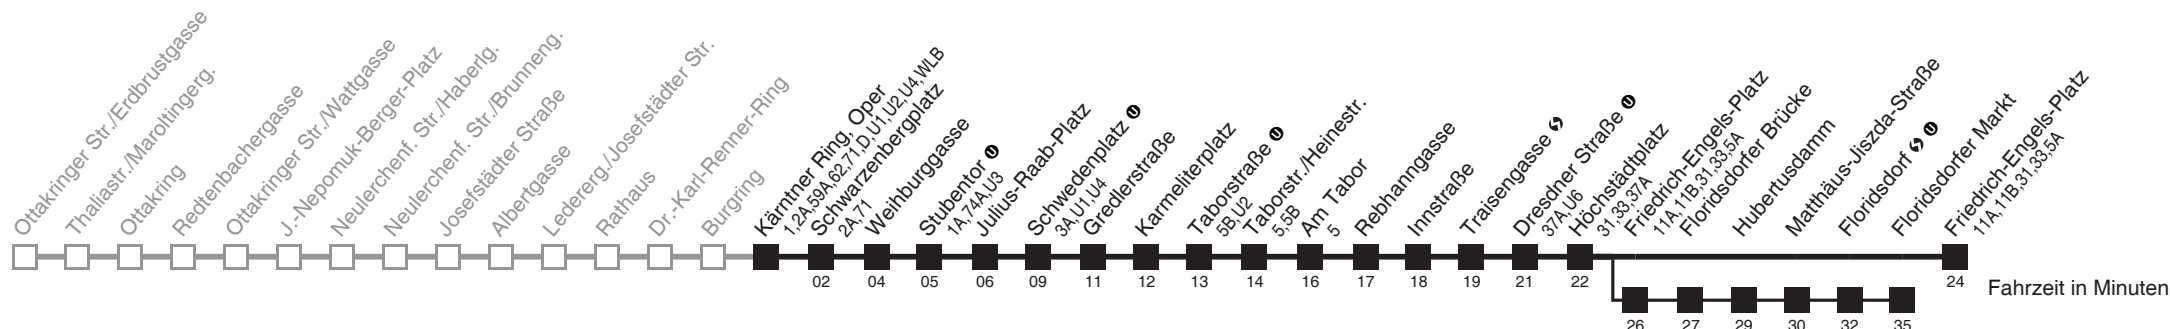 Ottakringer Str./Erdbrustgasse
Thaliastr./Maroltingerg.
Ottakring
Redtenbachergasse
Ottakringer Str./Wattgasse
J.-Nepomuk-Berger-Platz
Neulerchenf. Str./Haberlg.
Neulerchenf. Str./Brunneng.
Josefstädter Straße
Albertgasse
Lederergl./Josefstädter Str.
Rathaus
Dr.-Karl-Renner-Ring
Burgring
Kärntner Ring, Oper
1,2A,59A,62,71,D,U1,U2,U4,WLB
Schwarzenbergplatz
2A,71
Weihburggasse
Stubentor U
1A,74A,U3
Julius-Raab-Platz
Schwedenplatz U
3A,U1,U4
Gredlerstraße
Karmeliterplatz
Taborstraße U
5B,U2
Taborstr./Heinestr.
5,5B
Am Tabor
5
Rebhanngasse
Innstraße
Traisengasse S
Dresdner Straße U
37A,U6
Höchstädtplatz
31,33,37A
Friedrich-Engels-Platz
11A,11B,31,33,5A
Floridsdorfer Brücke
Hubertusdamm
Matthäus-Jiszda-Straße
Floridsdorf S U
Floridsdorfer Markt
Friedrich-Engels-Platz
11A,11B,31,33,5A
02 04 05 06 09 11 12 13 14 16 17 18 19 21 22 24
Fahrzeit in Minuten
26 27 29 30 32 35